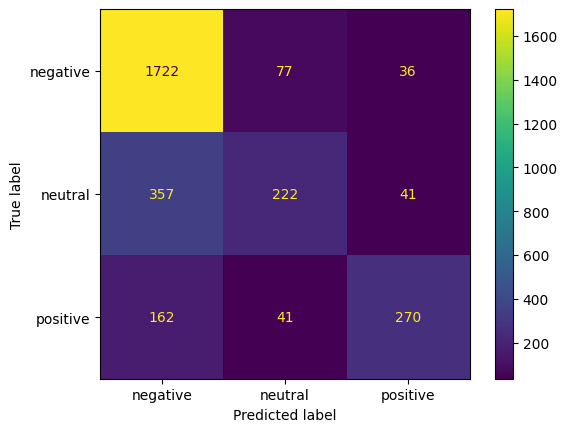 negative 1722 77 36
neutral 357 222 41
positive 162 41 270
negative neutral positive
Predicted label
True label
1600
1400
1200
1000
800
600
400
200